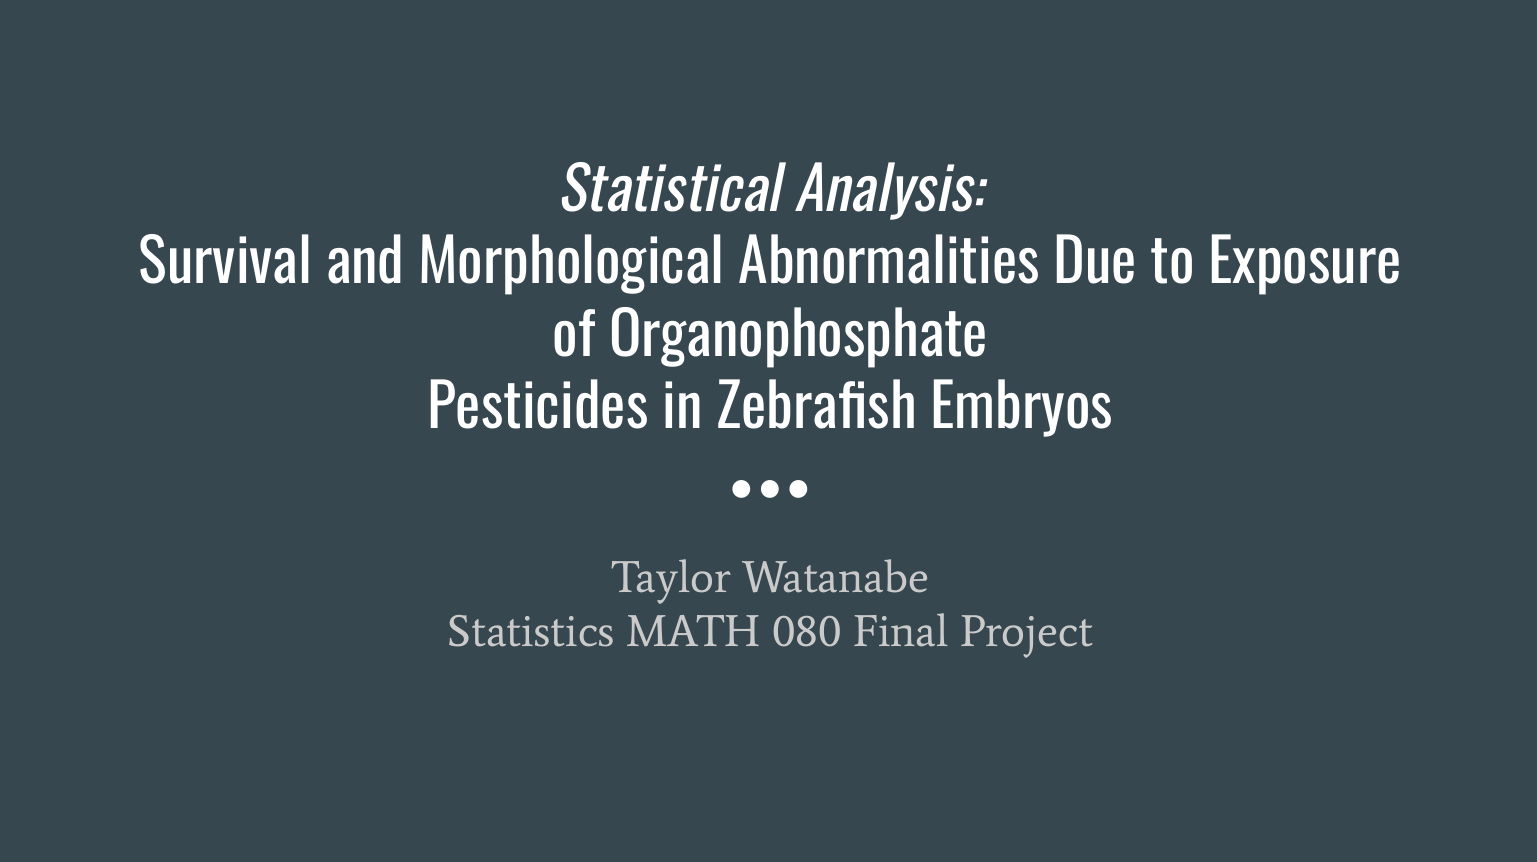 Statistical Analysis:
Survival and Morphological Abnormalities Due to Exposure
of Organophosphate
Pesticides in Zebrafish Embryos
Taylor Watanabe
Statistics MATH 080 Final Project